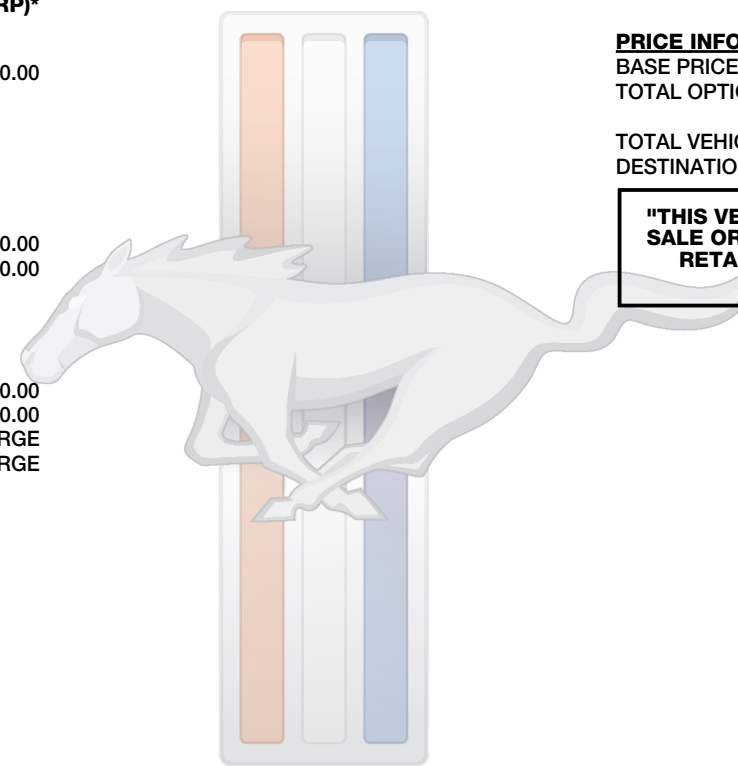 RP)*
0.00
0.00
0.00
0.00
0.00
RGE
RGE
PRICE INFO
BASE PRICE
TOTAL OPTIO
TOTAL VEHIC
DESTINATIO
"THIS VE
SALE OR
RETA